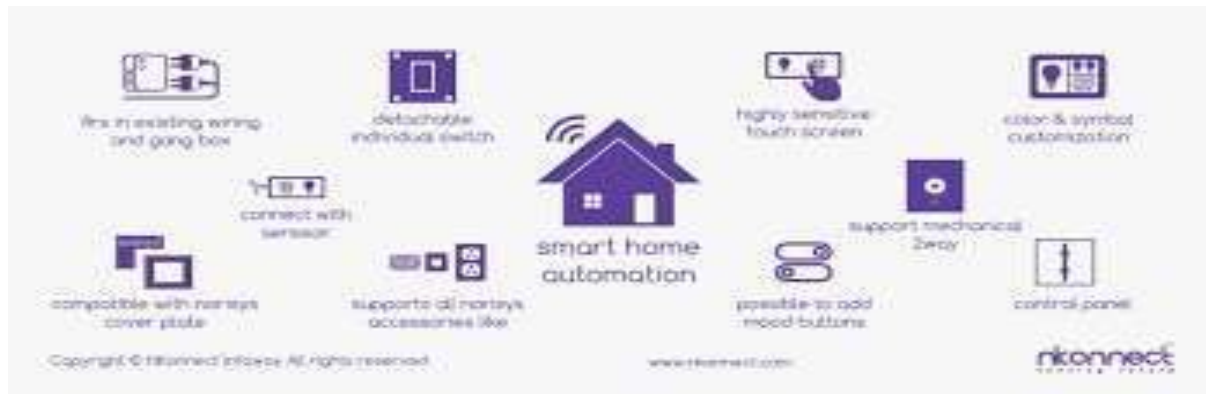 fits in existing wiring
and gang box
detachable
individual switch
highly sensitive
touch screen
color & symbol
customization
connect with
sensor
smart home
automation
support mechanical
2way
compatible with norisys
cover plate
supports all norisys
accessories like
possible to add
mood buttons
control panel
Copyright © Nkonnect Infoway All rights reserved
www.nkonnect.com
nkonnect